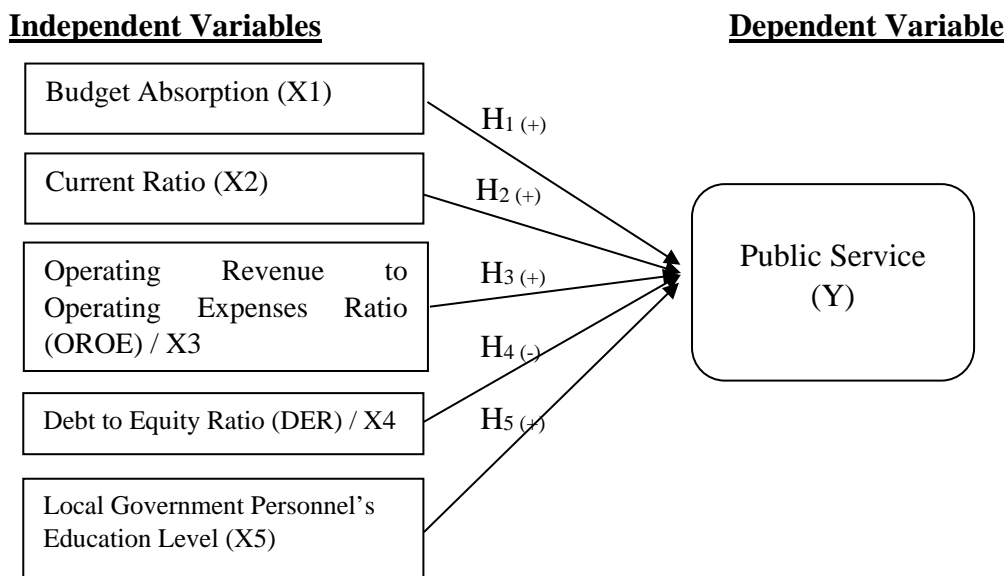 Independent Variables
Dependent Variable
Budget Absorption (X1)
H1 (+)
Current Ratio (X2)
H2 (+)
Operating Revenue to
Operating Expenses Ratio
(OROE) / X3
H3 (+)
Public Service
(Y)
Debt to Equity Ratio (DER) / X4
H4 (-)
Local Government Personnel's
Education Level (X5)
H5 (+)